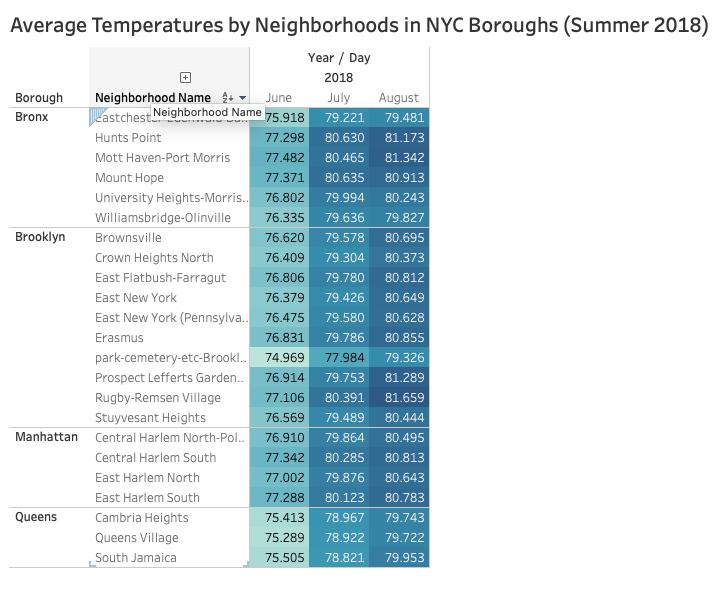 Average Temperatures by Neighborhoods in NYC Boroughs (Summer 2018)
Year / Day
2018
Borough Neighborhood Name June July August
Neighborhood Name
Bronx 75.918 79.221 79.481
Hunts Point 77.298 80.630 81.173
Mott Haven-Port Morris 77.482 80.465 81.342
Mount Hope 77.371 80.635 80.913
University Heights-Morris.. 76.802 79.994 80.243
Williamsbridge-Olinville 76.335 79.636 79.827
Brooklyn Brownsville 76.620 79.578 80.695
Crown Heights North 76.409 79.304 80.373
East Flatbush-Farragut 76.806 79.780 80.812
East New York 76.379 79.426 80.649
East New York (Pennsylva.. 76.475 79.580 80.628
Erasmus 76.831 79.786 80.855
park-cemetery-etc-Brookl.. 74.969 77.984 79.326
Prospect Lefferts Garden.. 76.914 79.753 81.289
Rugby-Remsen Village 77.106 80.391 81.659
Stuyvesant Heights 76.569 79.489 80.444
Manhattan Central Harlem North-Pol.. 76.910 79.864 80.495
Central Harlem South 77.342 80.285 80.813
East Harlem North 77.002 79.876 80.643
East Harlem South 77.288 80.123 80.783
Queens Cambria Heights 75.413 78.967 79.743
Queens Village 75.289 78.922 79.722
South Jamaica 75.505 78.821 79.953